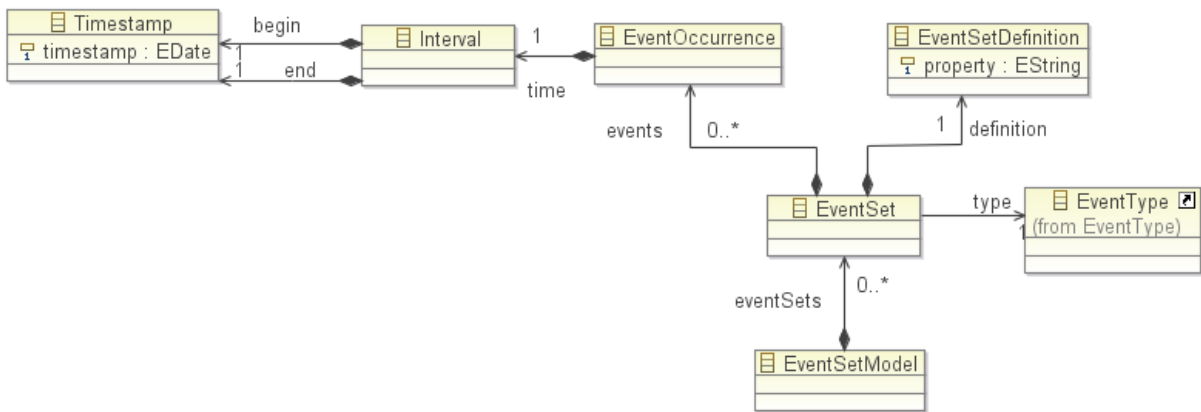 Timestamp
timestamp : EDate
begin
1
1
end
Interval
1
time
EventOccurrence
EventSetDefinition
property : EString
events
0..*
1
definition
EventSet
type
1
EventType
(from EventType)
eventSets
0..*
EventSetModel